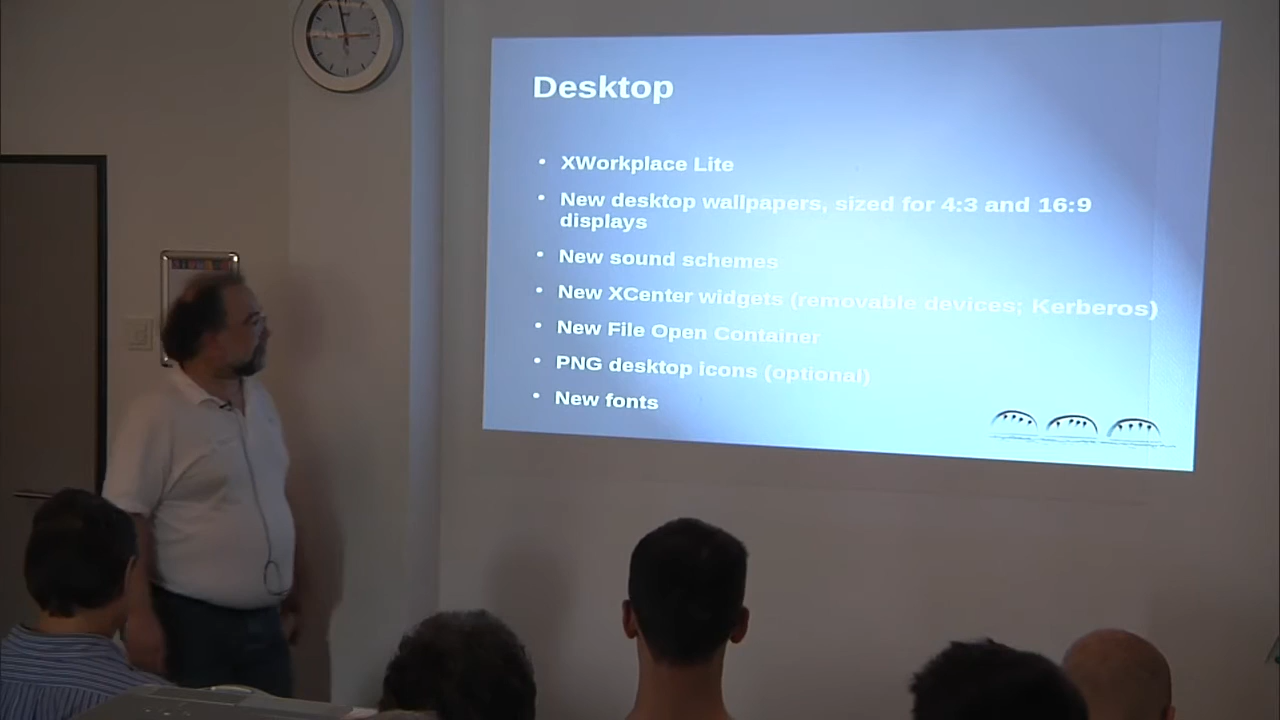 Desktop
• XWorkplace Lite
• New desktop wallpapers, sized for 4:3 and 16:9
displays
• New sound schemes
• New XCenter widgets (removable devices; Kerberos)
• New File Open Container
• PNG desktop icons (optional)
• New fonts